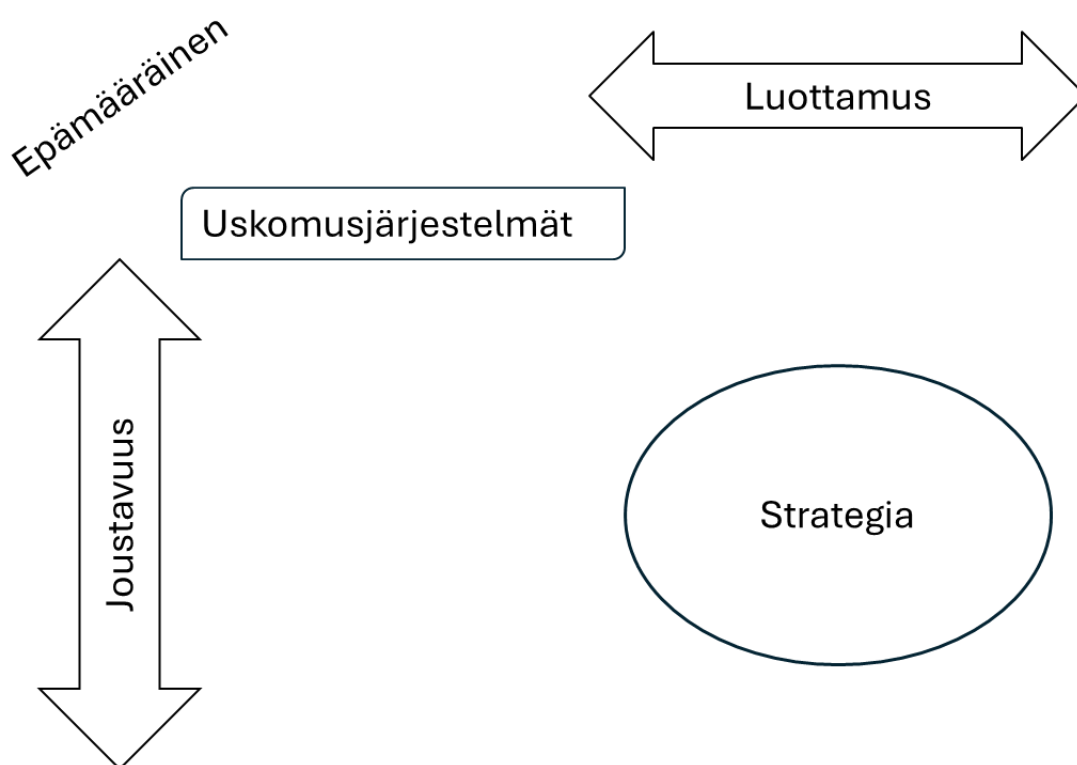 Epämääräinen
Luottamus
Uskomusjärjestelmät
Joustavuus
Strategia